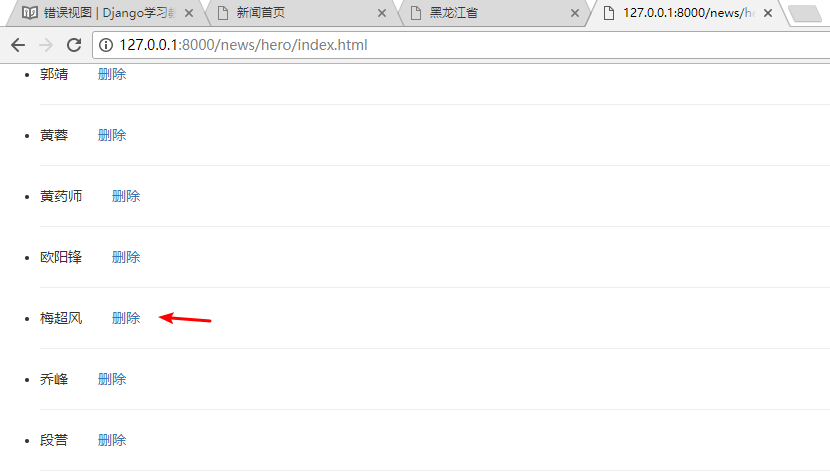 错误视图 | Django学习教
新闻首页
黑龙江省
127.0.0.1:8000/news/he
127.0.0.1:8000/news/hero/index.html
郭靖 删除
黄蓉 删除
黄药师 删除
欧阳锋 删除
梅超风 删除
乔峰 删除
段誉 删除